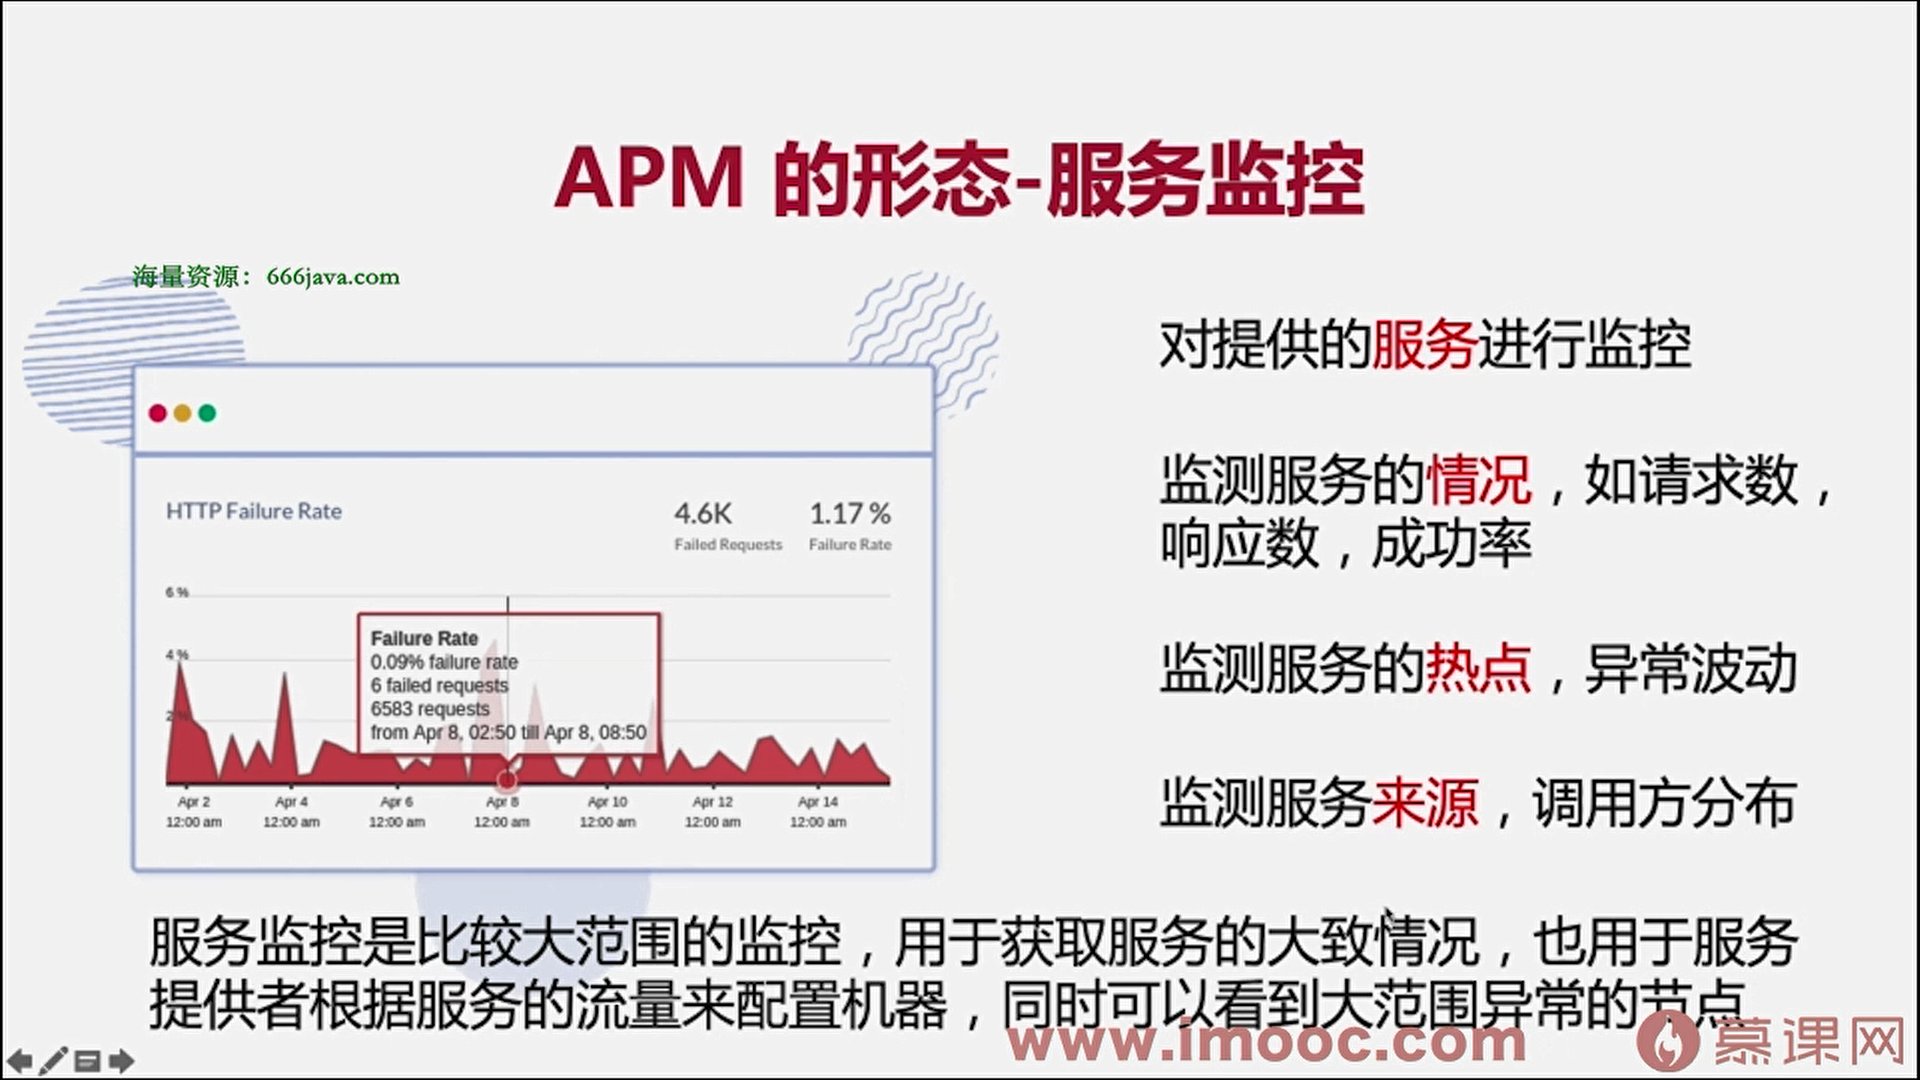 APM 的形态-服务监控
海量资源：666java.com
对提供的服务进行监控
监测服务的情况，如请求数，
响应数，成功率
监测服务的热点，异常波动
监测服务来源，调用方分布
HTTP Failure Rate
4.6K
1.17 %
Failed Requests
Failure Rate
6 %
4 %
2 %
Failure Rate
0.09% failure rate
6 failed requests
6583 requests
from Apr 8, 02:50 till Apr 8, 08:50
Apr 2
Apr 4
Apr 6
Apr 8
Apr 10
Apr 12
Apr 14
12:00 am
12:00 am
12:00 am
12:00 am
12:00 am
12:00 am
12:00 am
服务监控是比较大范围的监控，用于获取服务的大致情况，也用于服务
提供者根据服务的流量来配置机器，同时可以看到大范围异常的节点
www.imooc.com
慕课网